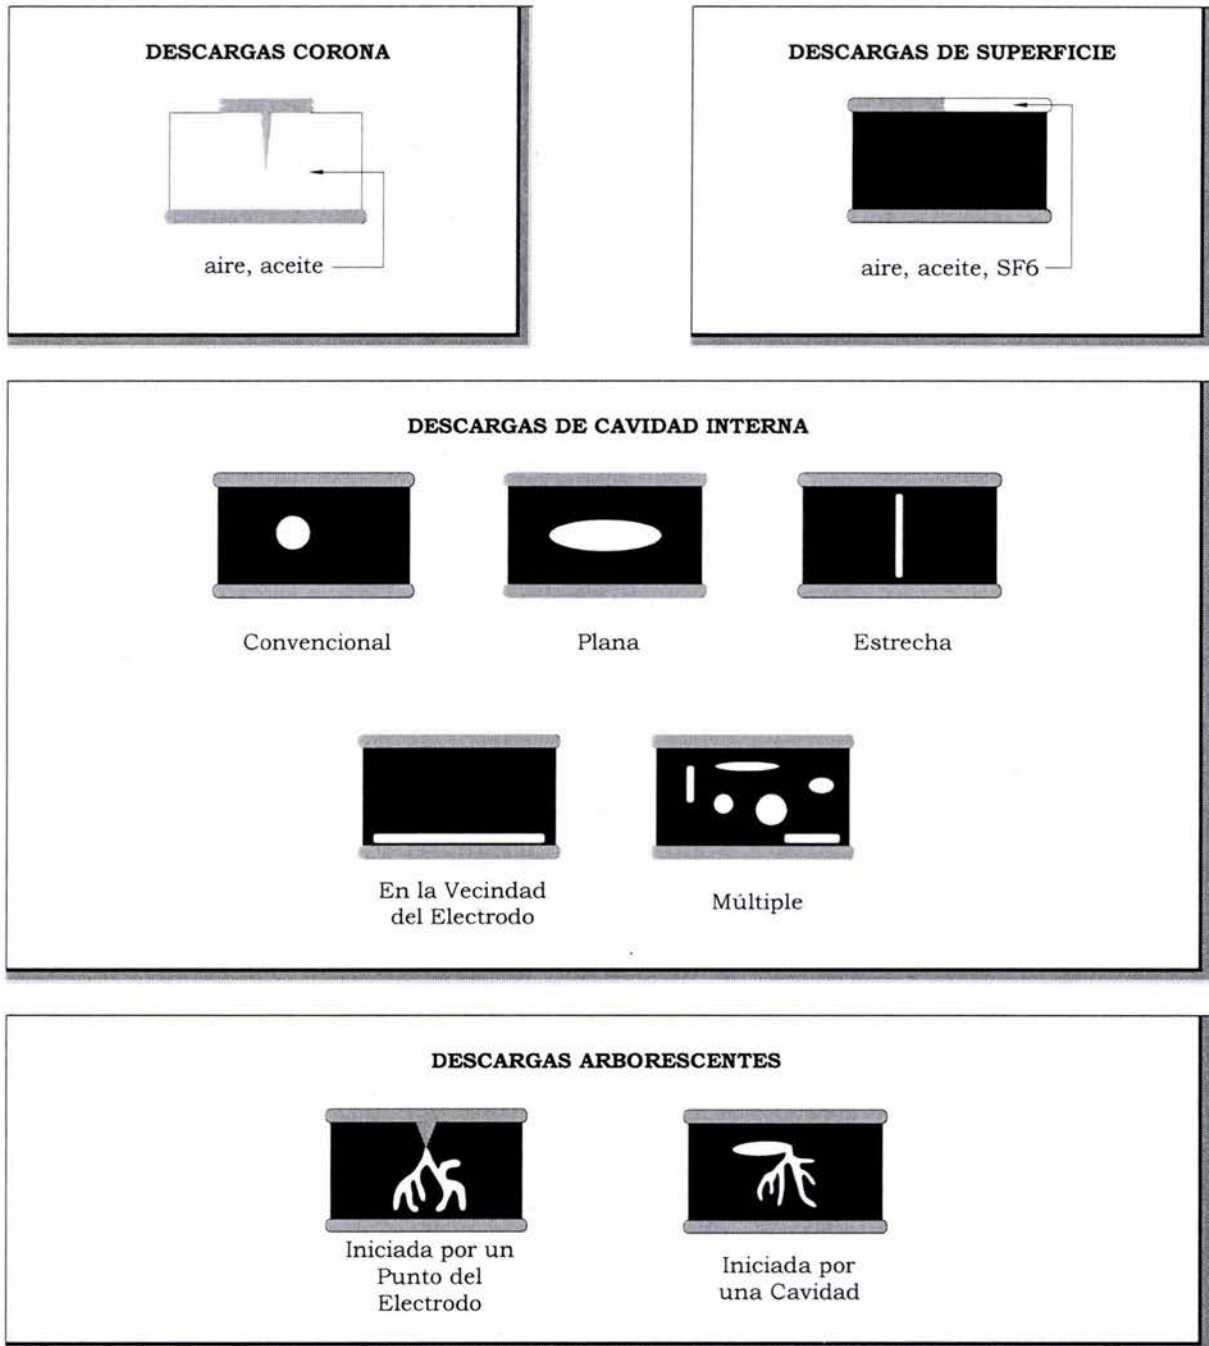 DESCARGAS CORONA
aire, aceite
DESCARGAS DE SUPERFICIE
aire, aceite, SF6
DESCARGAS DE CAVIDAD INTERNA
Convencional
Plana
Estrecha
En la Vecindad
del Electrodo
Múltiple
DESCARGAS ARBORESCENTES
Iniciada por un
Punto del
Electrodo
Iniciada por
una Cavidad